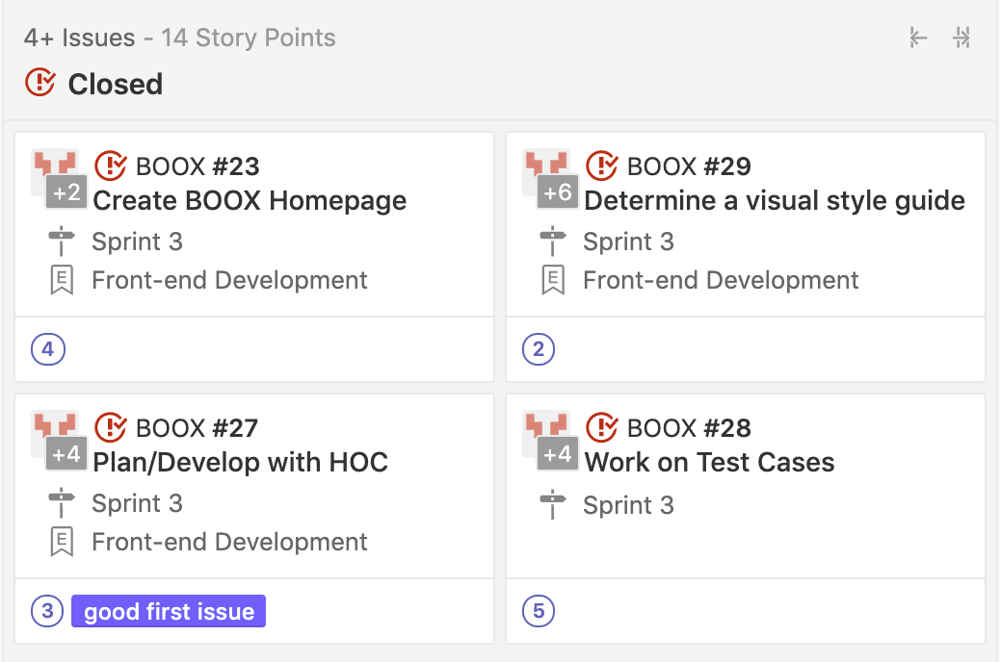 4+ Issues - 14 Story Points
Closed
+2 BOOX #23
Create BOOX Homepage
Sprint 3
E Front-end Development
4
+6 BOOX #29
Determine a visual style guide
Sprint 3
E Front-end Development
2
+4 BOOX #27
Plan/Develop with HOC
Sprint 3
E Front-end Development
3 good first issue
+4 BOOX #28
Work on Test Cases
Sprint 3
5